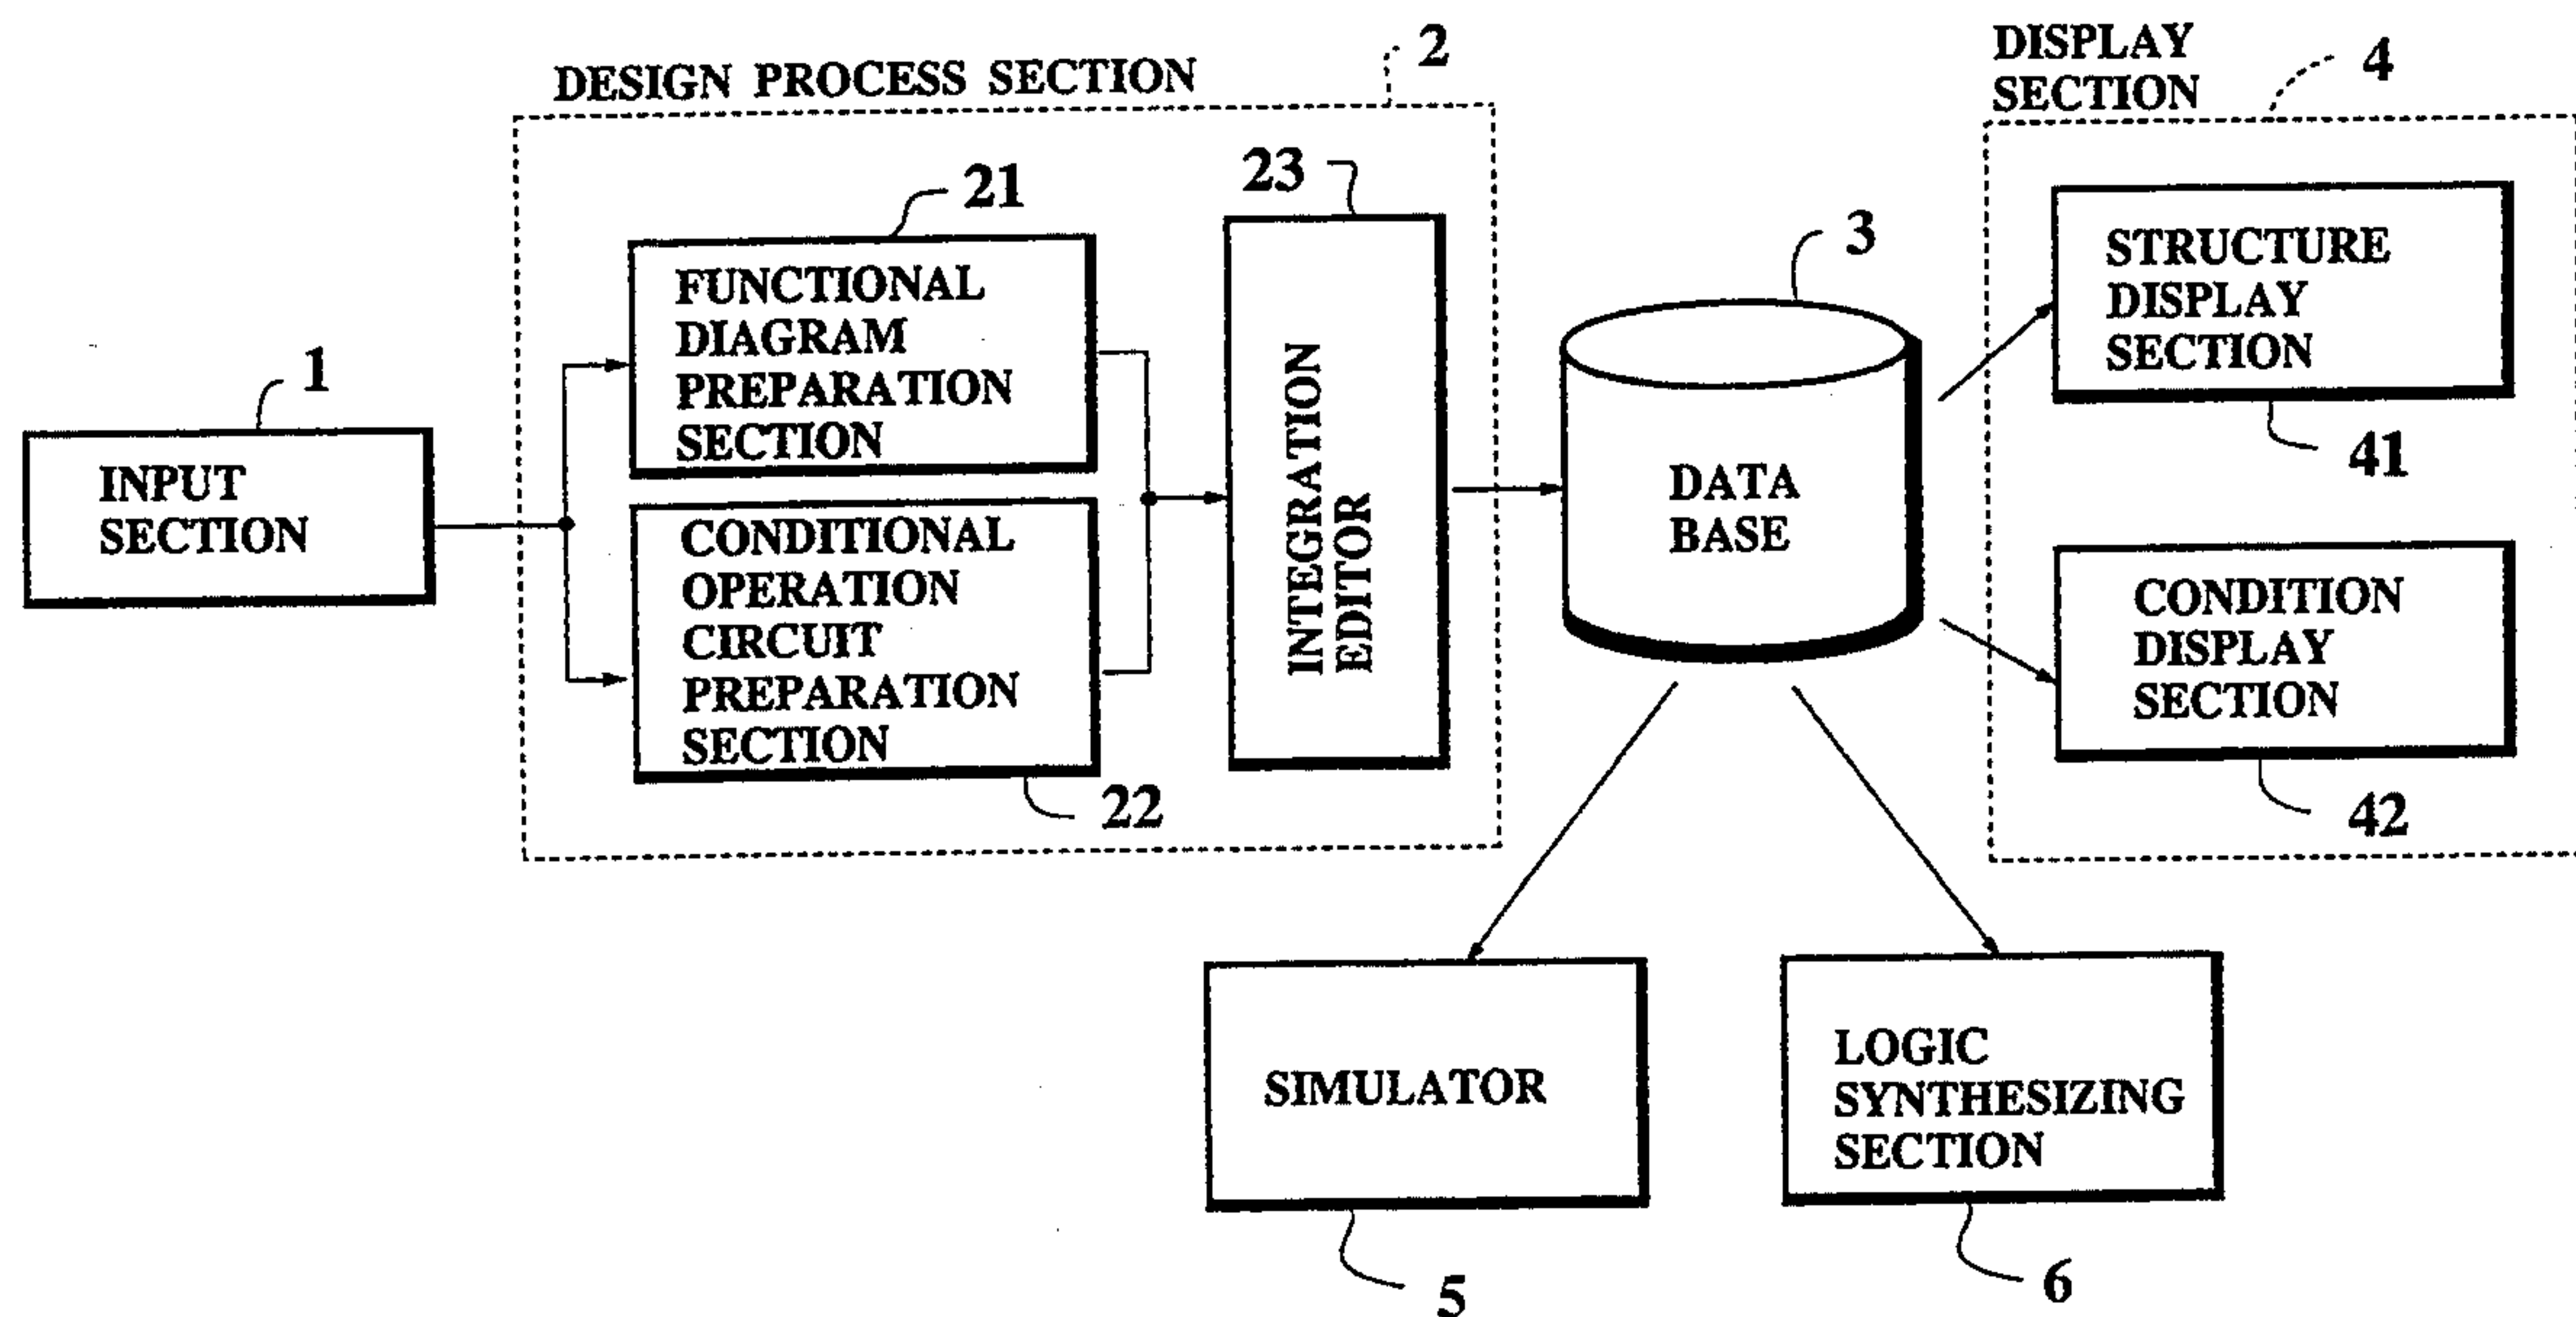 DESIGN PROCESS SECTION
2
DISPLAY
SECTION
4
1
INPUT
SECTION
21
FUNCTIONAL
DIAGRAM
PREPARATION
SECTION
CONDITIONAL
OPERATION
CIRCUIT
PREPARATION
SECTION
22
23
INTEGRATION
EDITOR
3
DATA
BASE
STRUCTURE
DISPLAY
SECTION
41
CONDITION
DISPLAY
SECTION
42
SIMULATOR
5
LOGIC
SYNTHESIZING
SECTION
6